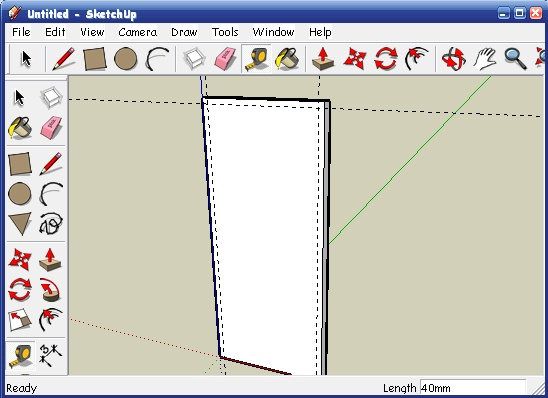 Untitled - SketchUp
File Edit View Camera Draw Tools Window Help
Ready Length 40mm